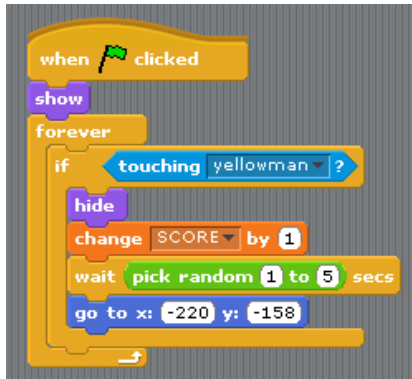 when clicked
show
forever
if touching yellowman ?
hide
change SCORE by 1
wait pick random 1 to 5 secs
go to x: -220 y: -158